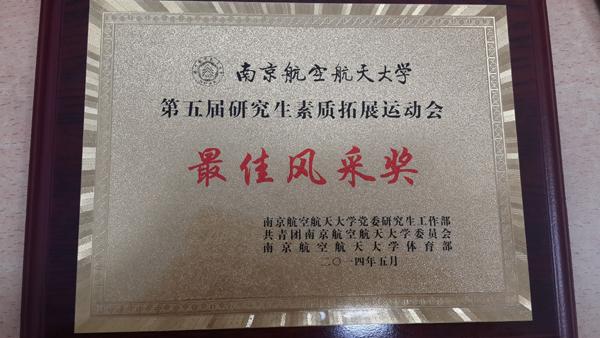 南京航空航天大学
第五届研究生素质拓展运动会
最佳风采奖
南京航空航天大学党委研究生工作部
共青团南京航空航天大学委员会
南京航空航天大学体育部
二〇一四年五月